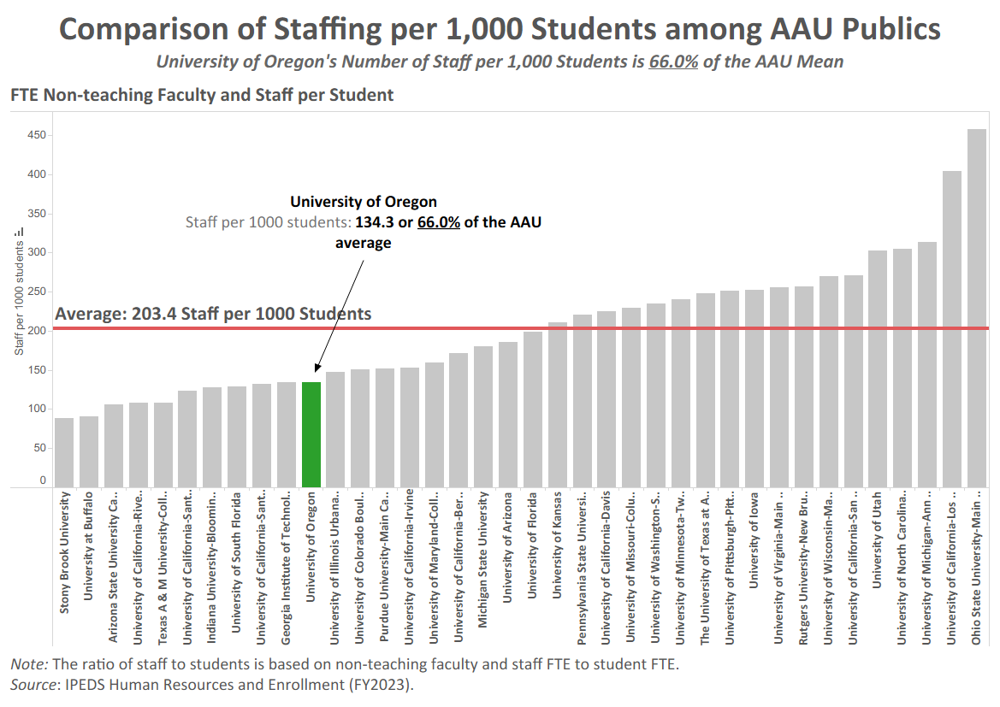 Comparison of Staffing per 1,000 Students among AAU Publics
University of Oregon's Number of Staff per 1,000 Students is 66.0% of the AAU Mean
FTE Non-teaching Faculty and Staff per Student
Staff per 1000 students
450
400
350
300
250
200
150
100
50
0
University of Oregon
Staff per 1000 students: 134.3 or 66.0% of the AAU
average
Average: 203.4 Staff per 1000 Students
Stony Brook University
University at Buffalo
Arizona State University Ca..
University of California-Rive..
Texas A & M University-Coll..
University of California-Sant..
Indiana University-Bloomin..
University of South Florida
University of California-Sant..
Georgia Institute of Technol..
University of Oregon
University of Illinois Urbana..
University of Colorado Boul..
Purdue University-Main Ca..
University of California-Irvine
University of Maryland-Coll..
University of California-Ber..
Michigan State University
University of Arizona
University of Florida
University of Kansas
Pennsylvania State Universi..
University of California-Davis
University of Missouri-Colu..
University of Washington-S..
University of Minnesota-Tw..
The University of Texas at A..
University of Pittsburgh-Pitt..
University of Iowa
University of Virginia-Main ..
Rutgers University-New Bru..
University of Wisconsin-Ma..
University of California-San ..
University of Utah
University of North Carolina..
University of Michigan-Ann ..
University of California-Los ..
Ohio State University-Main ..
Note: The ratio of staff to students is based on non-teaching faculty and staff FTE to student FTE.
Source: IPEDS Human Resources and Enrollment (FY2023).